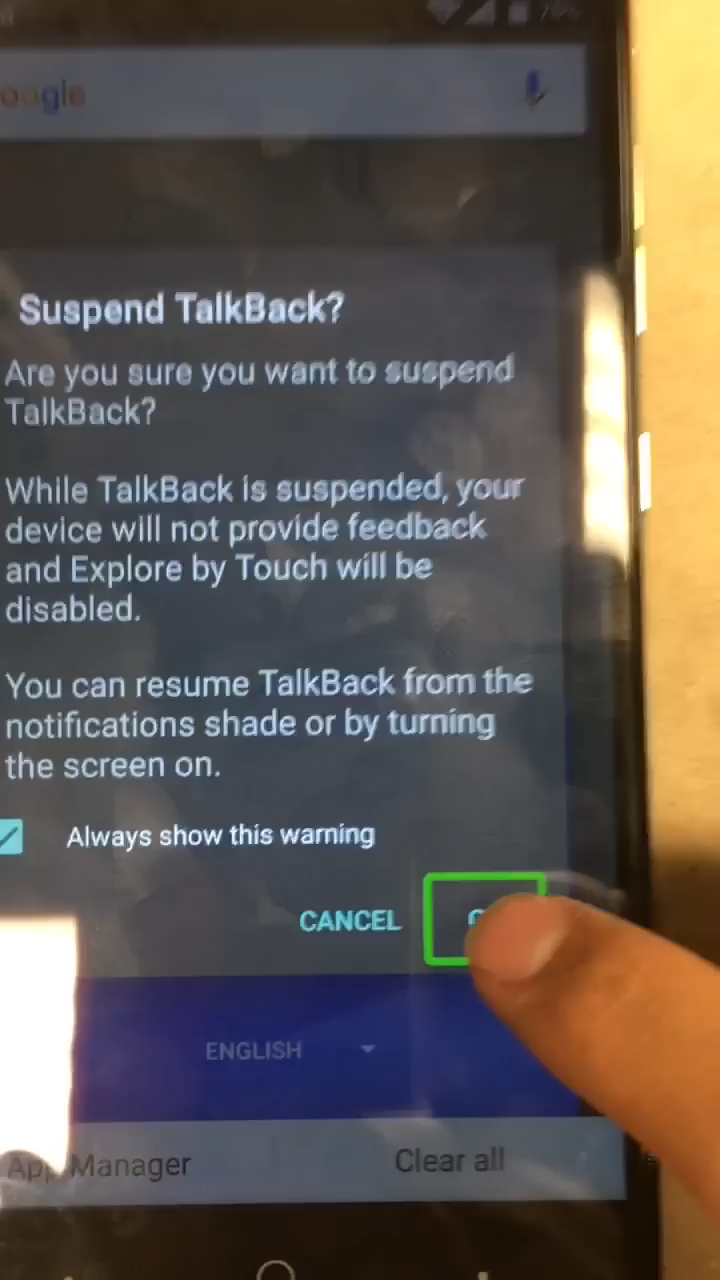 oogle
Suspend TalkBack?
Are you sure you want to suspend
TalkBack?
While TalkBack is suspended, your
device will not provide feedback
and Explore by Touch will be
disabled.
You can resume TalkBack from the
notifications shade or by turning
the screen on.
Always show this warning
CANCEL
ENGLISH
App Manager
Clear all